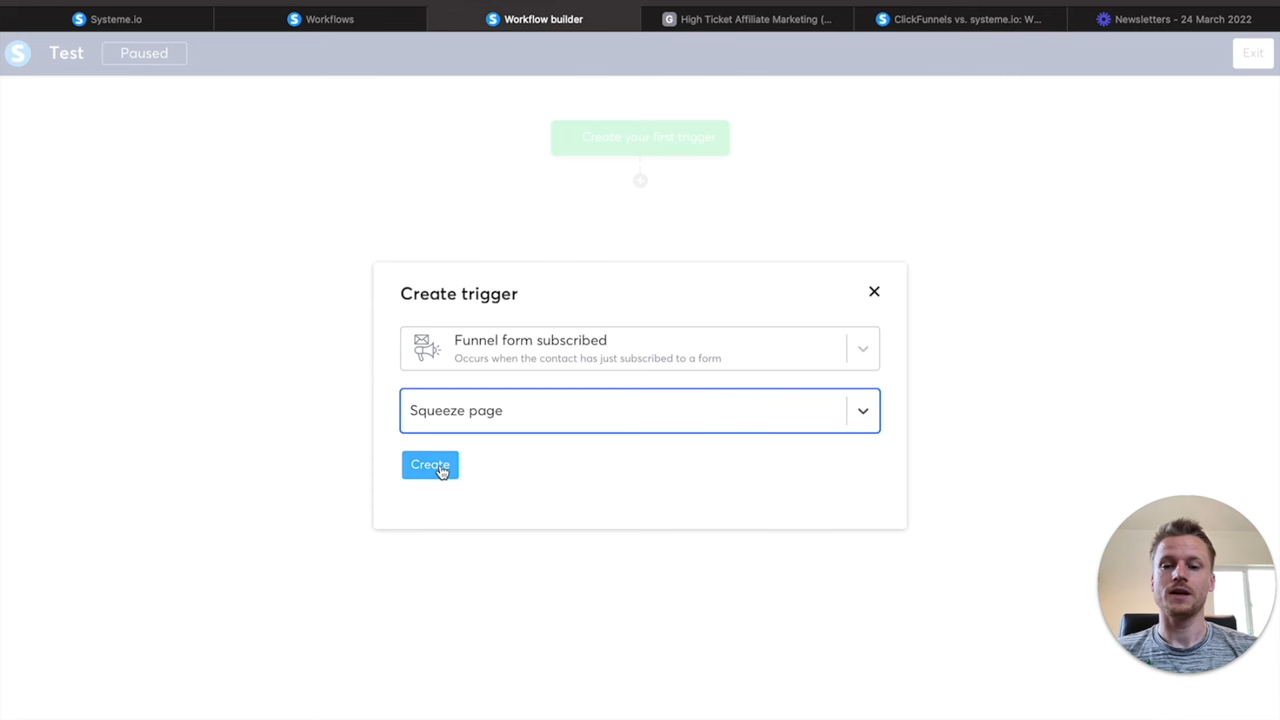 Systeme.io
Workflows
Workflow builder
High Ticket Affiliate Marketing (...
ClickFunnels vs. systeme.io: W...
Newsletters - 24 March 2022
S
Test
Paused
Exit
Create your first trigger
Create trigger
Funnel form subscribed
Occurs when the contact has just subscribed to a form
Squeeze page
Create